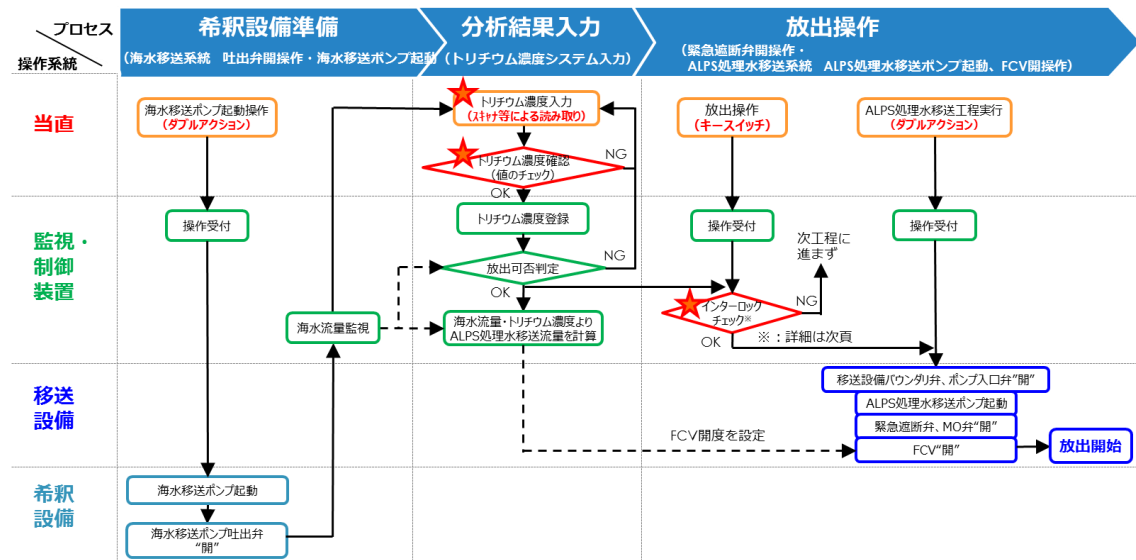 プロセス
操作系統
希釈設備準備
(海水移送系統 吐出弁開操作・海水移送ポンプ起動)
分析結果入力
(トリチウム濃度システム入力)
放出操作
(緊急遮断弁開操作・
ALPS処理水移送系統 ALPS処理水移送ポンプ起動、FCV開操作)
当直
海水移送ポンプ起動操作
(ダブルアクション)
トリチウム濃度入力
(スキャナ等による読み取り)
トリチウム濃度確認
(値のチェック)
NG
OK
放出操作
(キースイッチ)
ALPS処理水移送工程実行
(ダブルアクション)
監視・
制御
装置
操作受付
トリチウム濃度登録
放出可否判定
NG
OK
海水流量監視
海水流量・トリチウム濃度より
ALPS処理水移送流量を計算
操作受付
操作受付
次工程に
進まず
インターロック
チェック※
NG
OK
※:詳細は次頁
移送
設備
移送設備バウンダリ弁、ポンプ入口弁"開"
ALPS処理水移送ポンプ起動
緊急遮断弁、MO弁"開"
FCV"開"
FCV開度を設定
放出開始
希釈
設備
海水移送ポンプ起動
海水移送ポンプ吐出弁
"開"